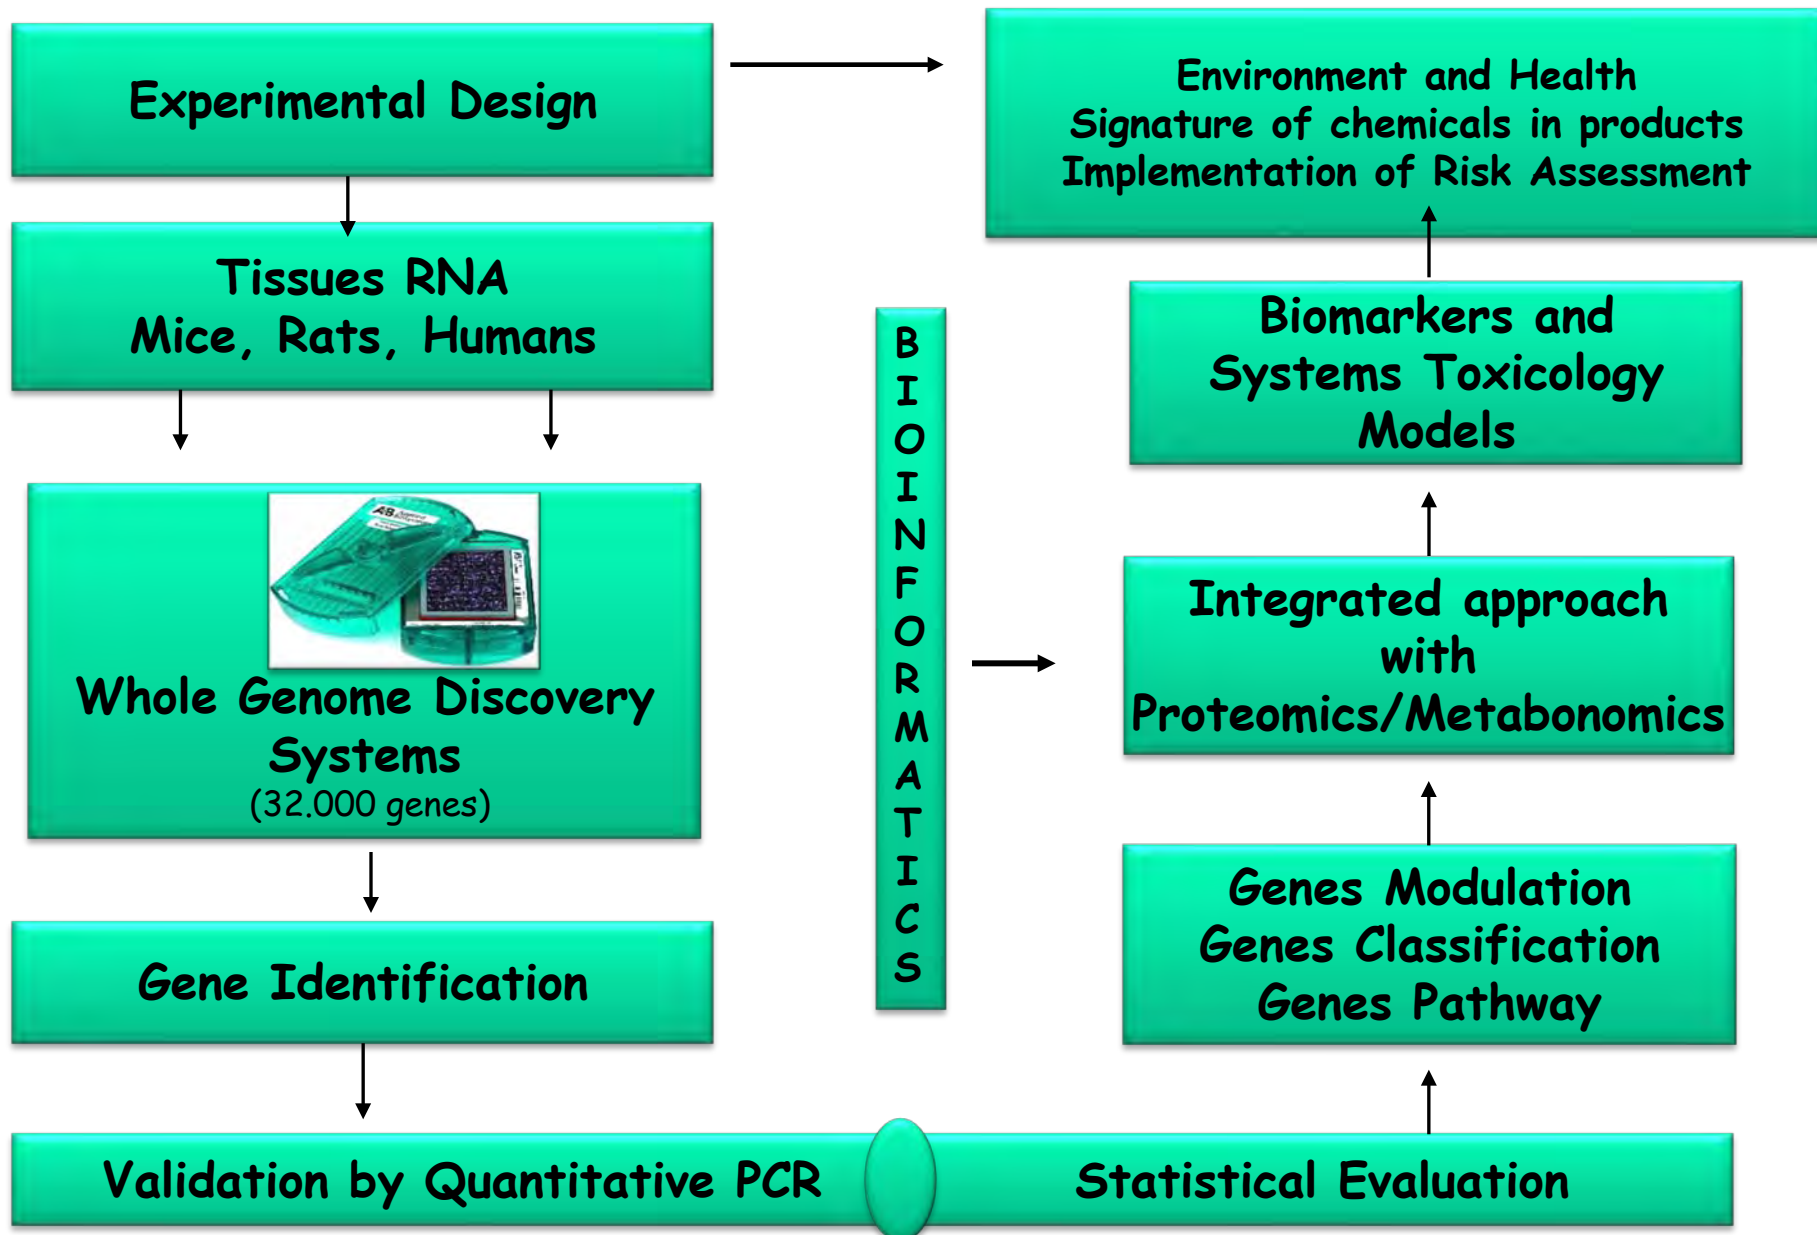 Experimental Design
Tissues RNA
Mice, Rats, Humans
Whole Genome Discovery
Systems
(32.000 genes)
Gene Identification
Validation by Quantitative PCR
Statistical Evaluation
BIOINFORMATICS
Environment and Health
Signature of chemicals in products
Implementation of Risk Assessment
Biomarkers and
Systems Toxicology
Models
Integrated approach
with
Proteomics/Metabonomics
Genes Modulation
Genes Classification
Genes Pathway